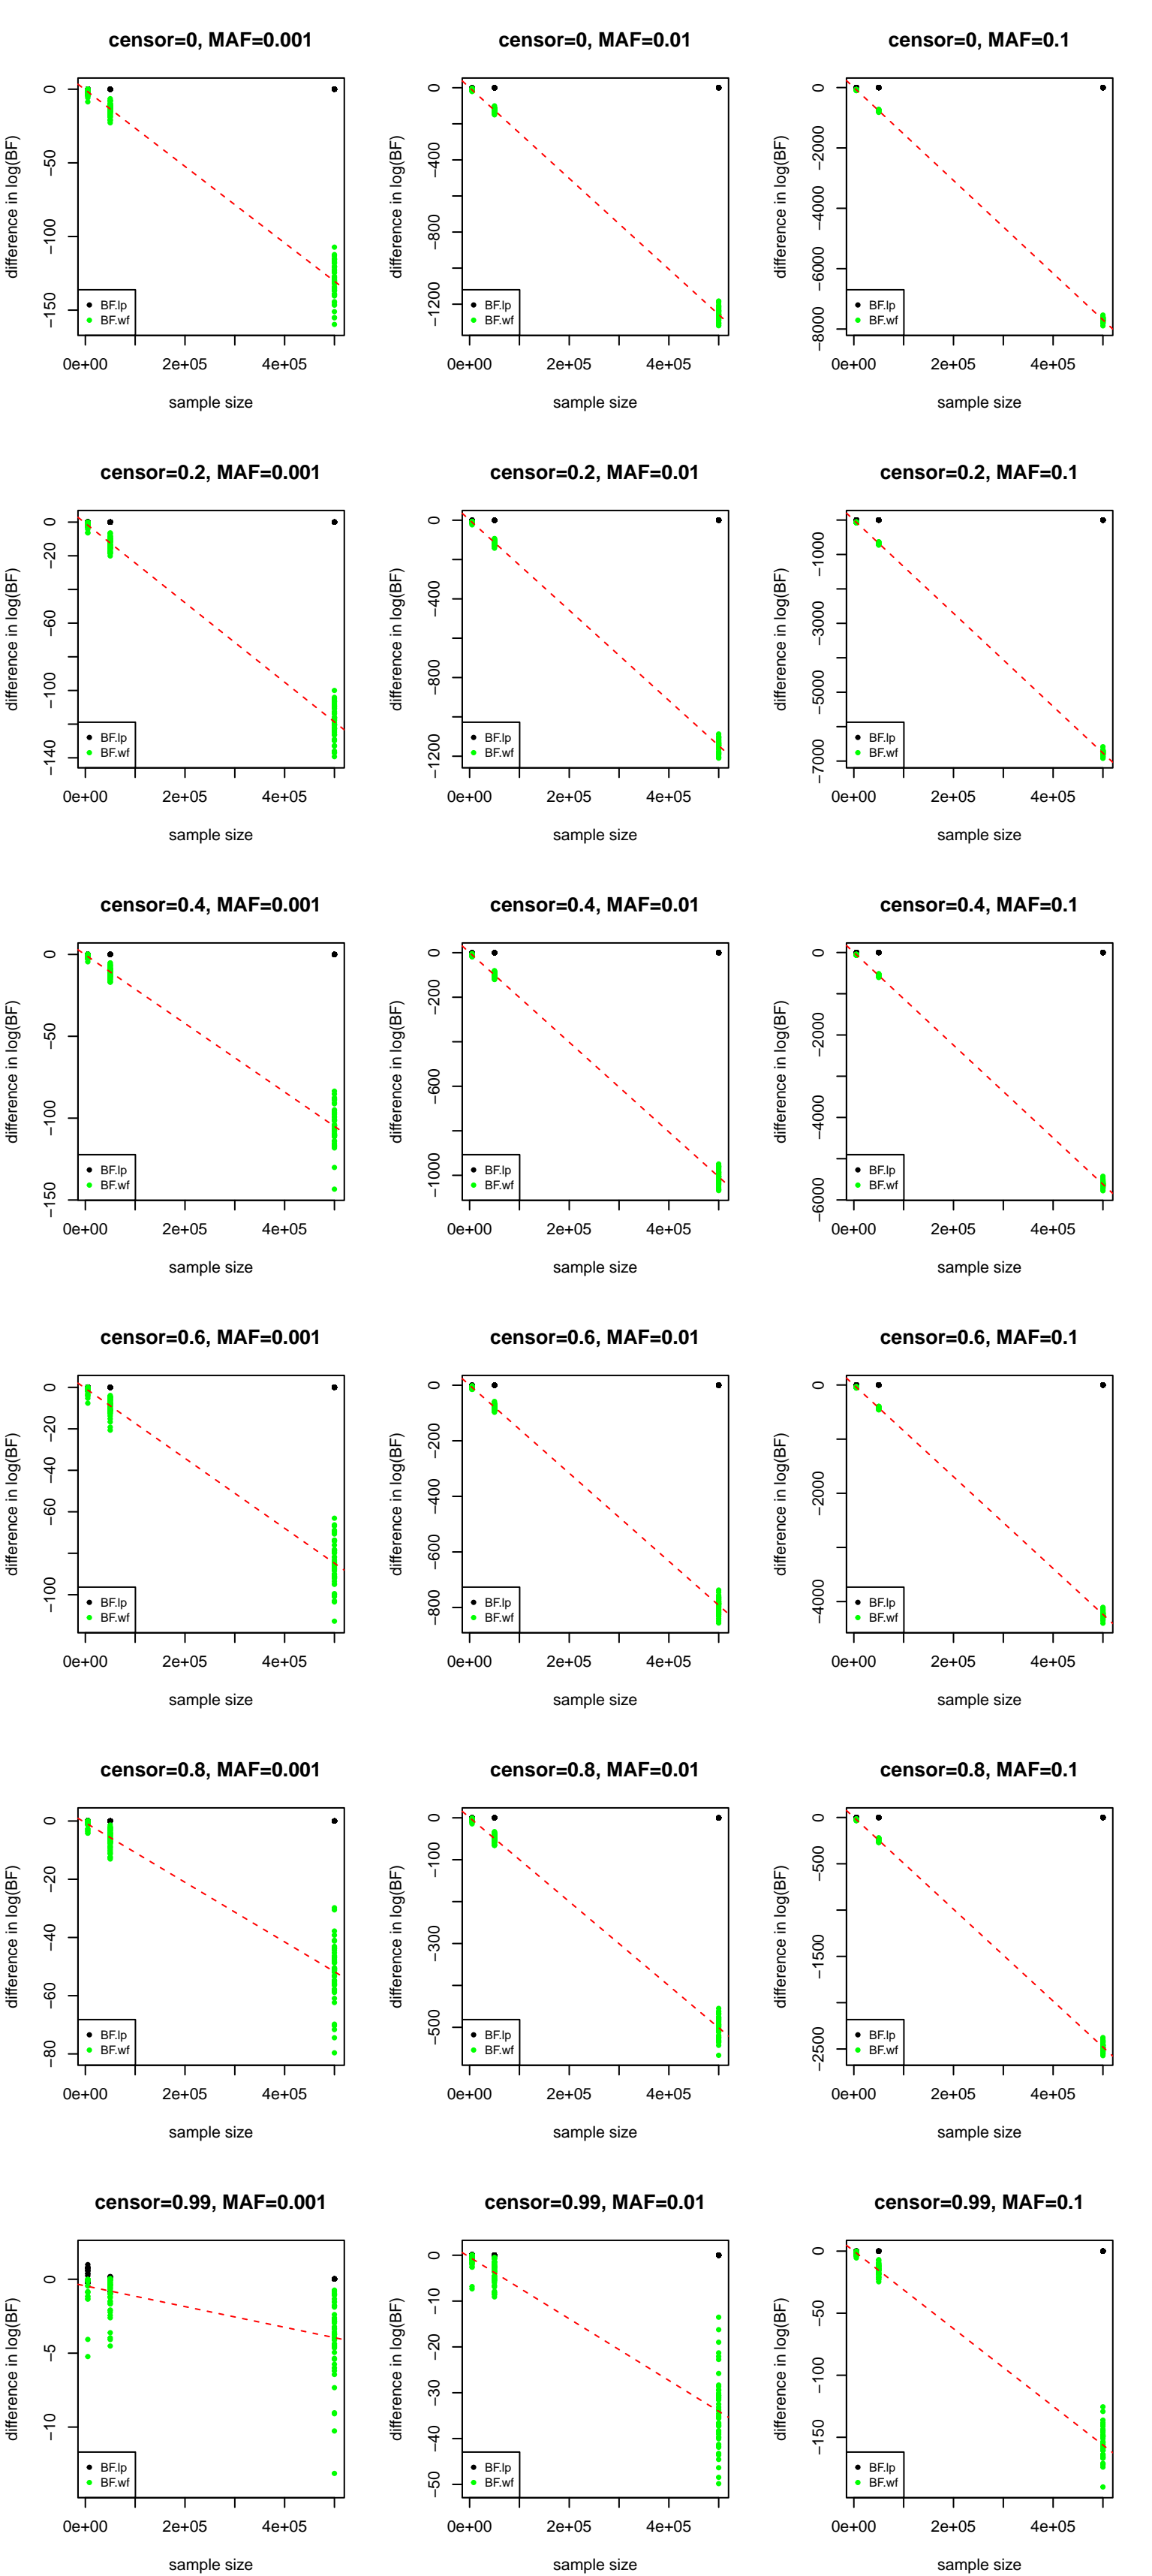 censor=0, MAF=0.001
difference in log(BF)
0
−50
−100
−150
BF.lp
BF.wf
0e+00 2e+05 4e+05
sample size
censor=0, MAF=0.01
difference in log(BF)
0
−400
−800
−1200
BF.lp
BF.wf
0e+00 2e+05 4e+05
sample size
censor=0, MAF=0.1
difference in log(BF)
0
−2000
−4000
−6000
−8000
BF.lp
BF.wf
0e+00 2e+05 4e+05
sample size
censor=0.2, MAF=0.001
difference in log(BF)
0
−20
−60
−100
−140
BF.lp
BF.wf
0e+00 2e+05 4e+05
sample size
censor=0.2, MAF=0.01
difference in log(BF)
0
−400
−800
−1200
BF.lp
BF.wf
0e+00 2e+05 4e+05
sample size
censor=0.2, MAF=0.1
difference in log(BF)
−1000
−3000
−5000
−7000
BF.lp
BF.wf
0e+00 2e+05 4e+05
sample size
censor=0.4, MAF=0.001
difference in log(BF)
0
−50
−100
−150
BF.lp
BF.wf
0e+00 2e+05 4e+05
sample size
censor=0.4, MAF=0.01
difference in log(BF)
0
−200
−600
−1000
BF.lp
BF.wf
0e+00 2e+05 4e+05
sample size
censor=0.4, MAF=0.1
difference in log(BF)
0
−2000
−4000
−6000
BF.lp
BF.wf
0e+00 2e+05 4e+05
sample size
censor=0.6, MAF=0.001
difference in log(BF)
0
−20
−40
−60
−100
BF.lp
BF.wf
0e+00 2e+05 4e+05
sample size
censor=0.6, MAF=0.01
difference in log(BF)
0
−200
−400
−600
−800
BF.lp
BF.wf
0e+00 2e+05 4e+05
sample size
censor=0.6, MAF=0.1
difference in log(BF)
0
−2000
−4000
BF.lp
BF.wf
0e+00 2e+05 4e+05
sample size
censor=0.8, MAF=0.001
difference in log(BF)
0
−20
−40
−60
−80
BF.lp
BF.wf
0e+00 2e+05 4e+05
sample size
censor=0.8, MAF=0.01
difference in log(BF)
0
−100
−300
−500
BF.lp
BF.wf
0e+00 2e+05 4e+05
sample size
censor=0.8, MAF=0.1
difference in log(BF)
0
−500
−1500
−2500
BF.lp
BF.wf
0e+00 2e+05 4e+05
sample size
censor=0.99, MAF=0.001
difference in log(BF)
0
−5
−10
BF.lp
BF.wf
0e+00 2e+05 4e+05
sample size
censor=0.99, MAF=0.01
difference in log(BF)
0
−10
−20
−30
−40
−50
BF.lp
BF.wf
0e+00 2e+05 4e+05
sample size
censor=0.99, MAF=0.1
difference in log(BF)
0
−50
−100
−150
BF.lp
BF.wf
0e+00 2e+05 4e+05
sample size